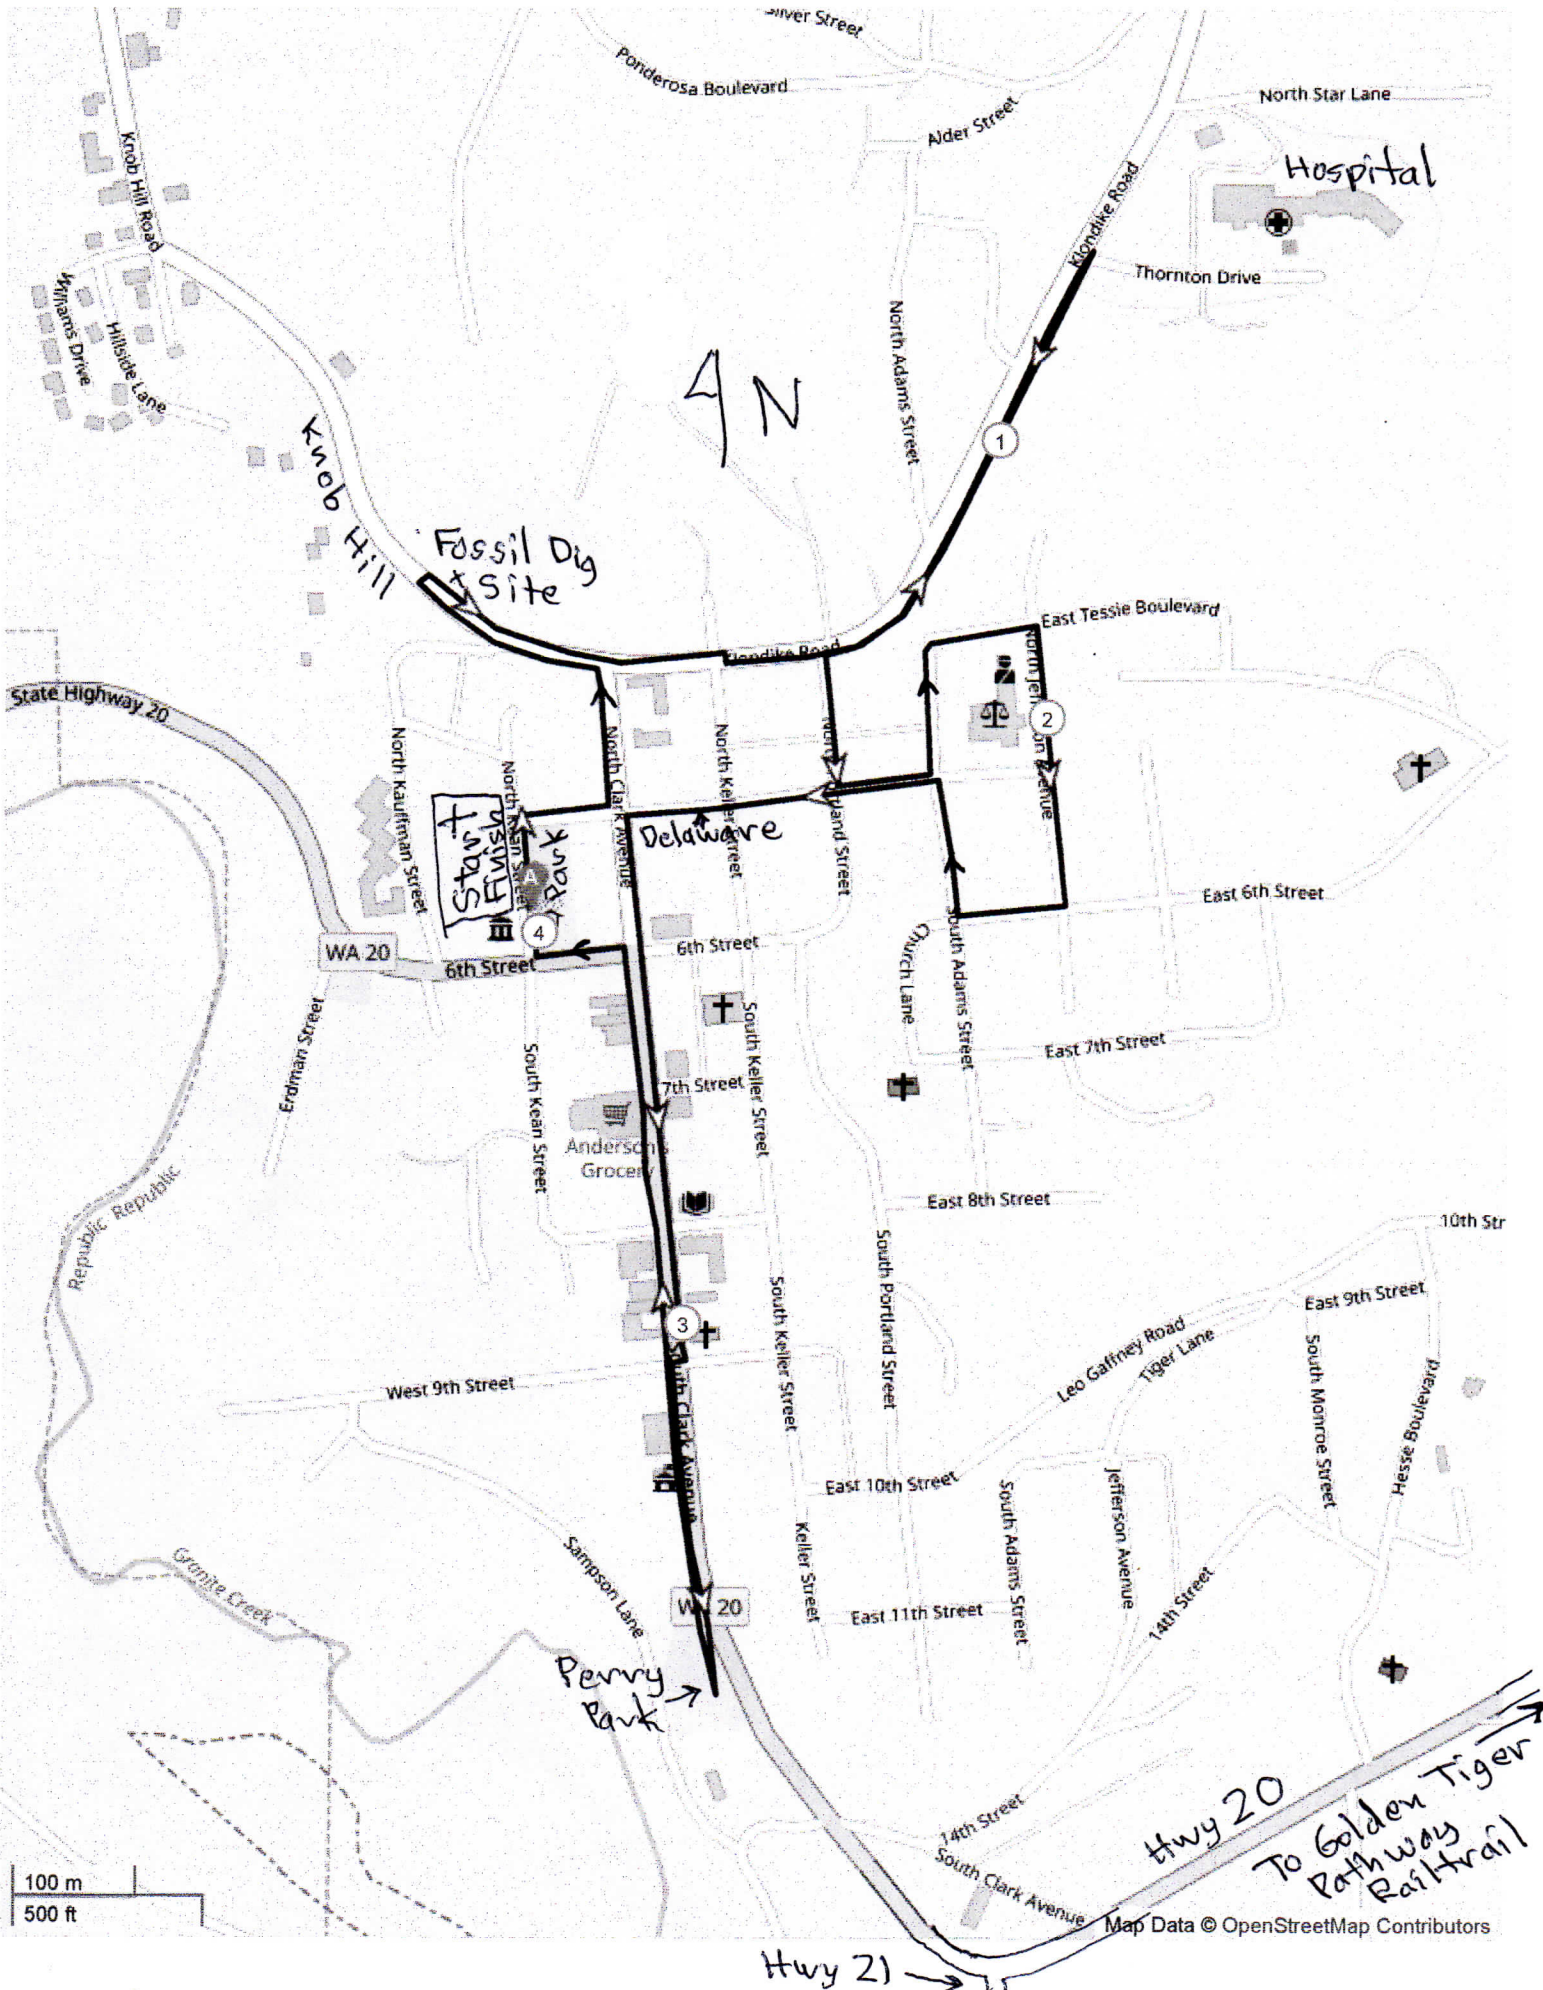 Silver Street
Ponderosa Boulevard
North Star Lane
Alder Street
Hospital
Knob Hill Road
Klondike Road
Thornton Drive
Williams Drive
Hillside Lane
North Adams Street
N
1
Knob
Hill
Fossil Dig
Site
East Tessie Boulevard
Klondike Road
State Highway 20
North Kauffman Street
North Kean Street
North Clark Avenue
North Keller Street
2
Start
Finish
Park
A
Delaware
4
East 6th Street
WA 20
6th Street
6th Street
Church Lane
South Adams Street
Erdman Street
South Kean Street
South Keller Street
East 7th Street
7th Street
Anderson's
Grocery
Republic
Republic
East 8th Street
10th Str
South Portland Street
South Keller Street
East 9th Street
3
Leo Gaffney Road
Tiger Lane
West 9th Street
South Clark Avenue
South Monroe Street
Hesse Boulevard
East 10th Street
South Adams Street
Jefferson Avenue
Keller Street
Sampson Lane
Granite Creek
14th Street
WA 20
East 11th Street
Perry
Park
14th Street
South Clark Avenue
Hwy 20
To Golden Tiger
Pathway
Railtrail
100 m
500 ft
Map Data © OpenStreetMap Contributors
Hwy 21